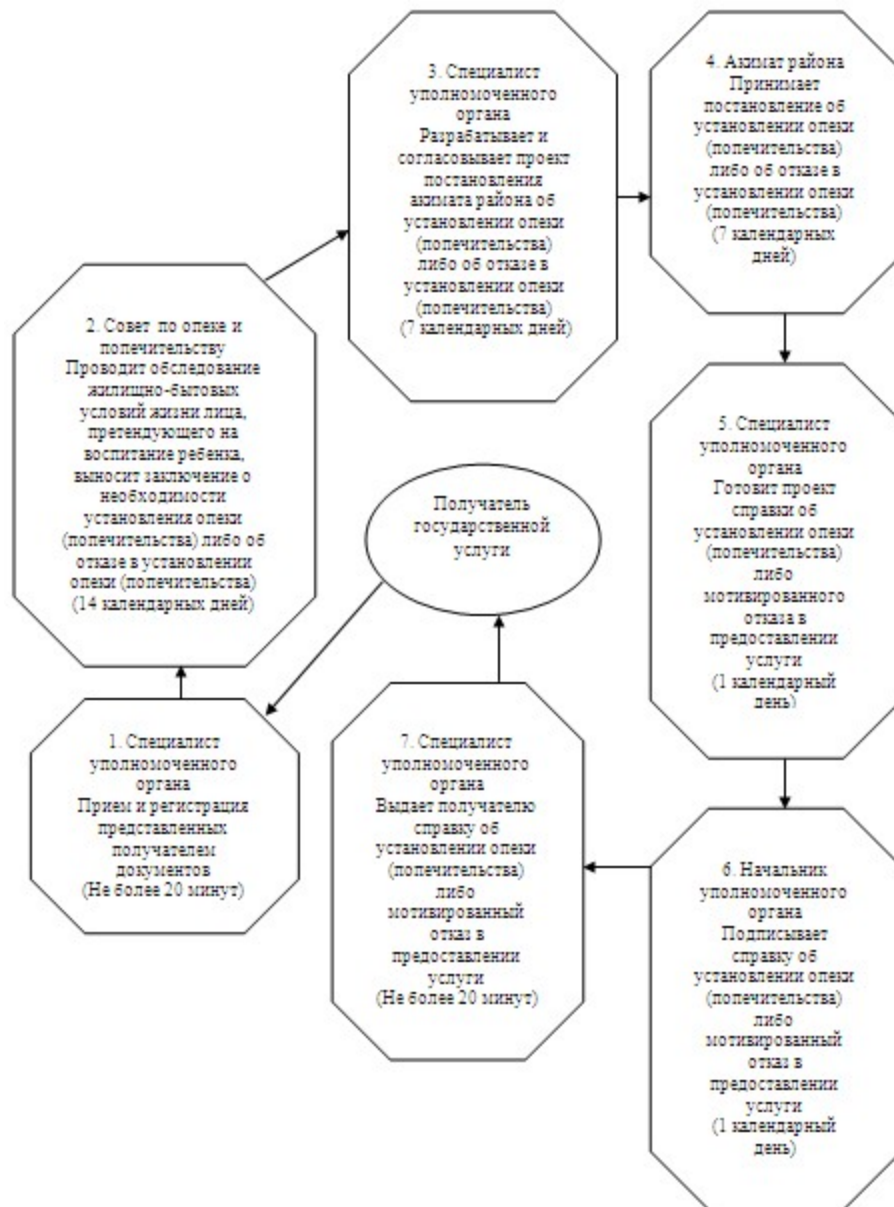 1. Специалист
уполномоченного
органа
Прием и регистрация
представленных
получателем
документов
(Не более 20 минут)
2. Совет по опеке и
попечительству
Проводит обследование
жилищно-бытовых
условий жизни лица,
претендующего на
воспитание ребенка,
выносит заключение о
необходимости
установления опеки
(попечительства) либо об
отказе в установлении
опеки (попечительства)
(14 календарных дней)
3. Специалист
уполномоченного
органа
Разрабатывает и
согласовывает проект
постановления
акимата района об
установлении опеки
(попечительства)
либо об отказе в
установлении опеки
(попечительства)
(7 календарных дней)
4. Акимат района
Принимает
постановление об
установлении опеки
(попечительства)
либо об отказе в
установлении опеки
(попечительства)
(7 календарных
дней)
5. Специалист
уполномоченного
органа
Готовит проект
справки об
установлении опеки
(попечительства)
либо
мотивированного
отказа в
предоставлении
услуги
(1 календарный
день)
6. Начальник
уполномоченного
органа
Подписывает
справку об
установлении опеки
(попечительства)
либо
мотивированный
отказ в
предоставлении
услуги
(1 календарный
день)
7. Специалист
уполномоченного
органа
Выдает получателю
справку об
установлении опеки
(попечительства)
либо
мотивированный
отказ в
предоставлении
услуги
(Не более 20 минут)
Получатель
государственной
услуги